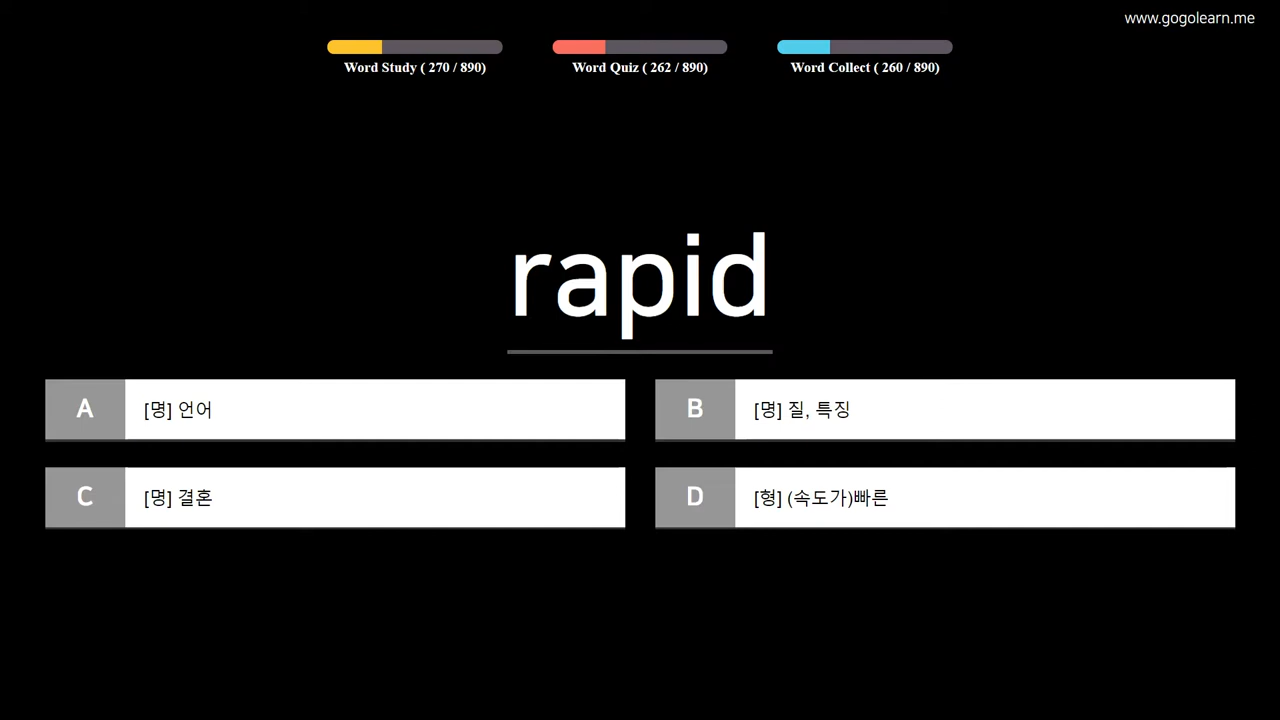 www.gogolearn.me
Word Study ( 270 / 890)
Word Quiz ( 262 / 890)
Word Collect ( 260 / 890)
rapid
A [명] 언어
B [명] 질, 특징
C [명] 결혼
D [형] (속도가)빠른